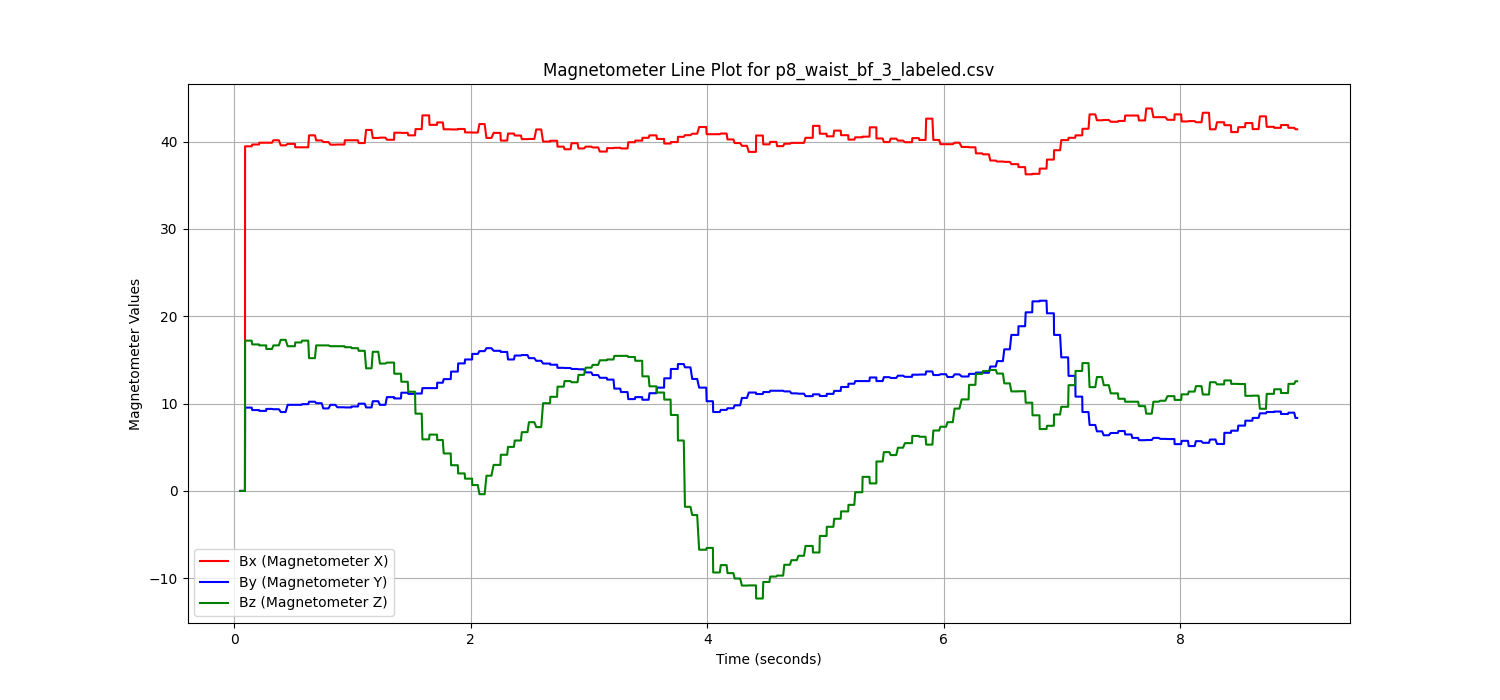 Magnetometer Line Plot for p8_waist_bf_3_labeled.csv
Magnetometer Values
40
30
20
10
0
−10
Bx (Magnetometer X)
By (Magnetometer Y)
Bz (Magnetometer Z)
0 2 4 6 8
Time (seconds)